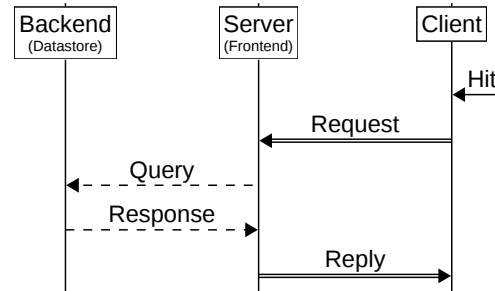 Backend
(Datastore)
Server
(Frontend)
Client
Hit
Request
Query
Response
Reply